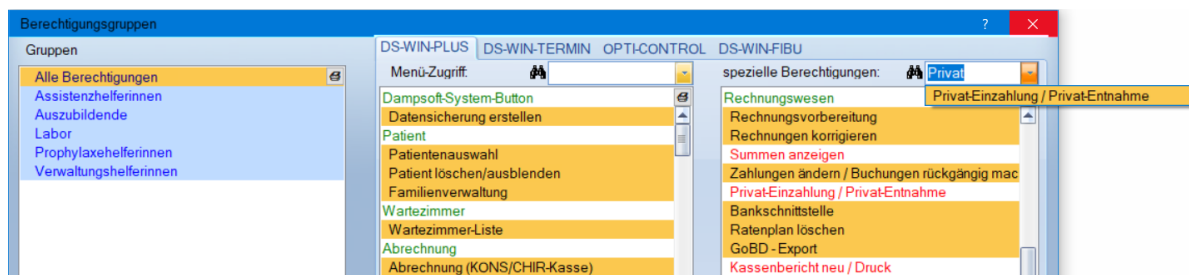 Berechtigungsgruppen
?
Gruppen
Alle Berechtigungen
Assistenzhelferinnen
Auszubildende
Labor
Prophylaxehelferinnen
Verwaltungshelferinnen
DS-WIN-PLUS DS-WIN-TERMIN OPTI-CONTROL DS-WIN-FIBU
Menü-Zugriff:
Dampsoft-System-Button
Datensicherung erstellen
Patient
Patientenauswahl
Patient löschen/ausblenden
Familienverwaltung
Wartezimmer
Wartezimmer-Liste
Abrechnung
Abrechnung (KONS/CHIR-Kasse)
spezielle Berechtigungen: Privat
Privat-Einzahlung / Privat-Entnahme
Rechnungswesen
Rechnungsvorbereitung
Rechnungen korrigieren
Summen anzeigen
Zahlungen ändern / Buchungen rückgängig mac
Privat-Einzahlung / Privat-Entnahme
Bankschnittstelle
Ratenplan löschen
GoBD - Export
Kassenbericht neu / Druck